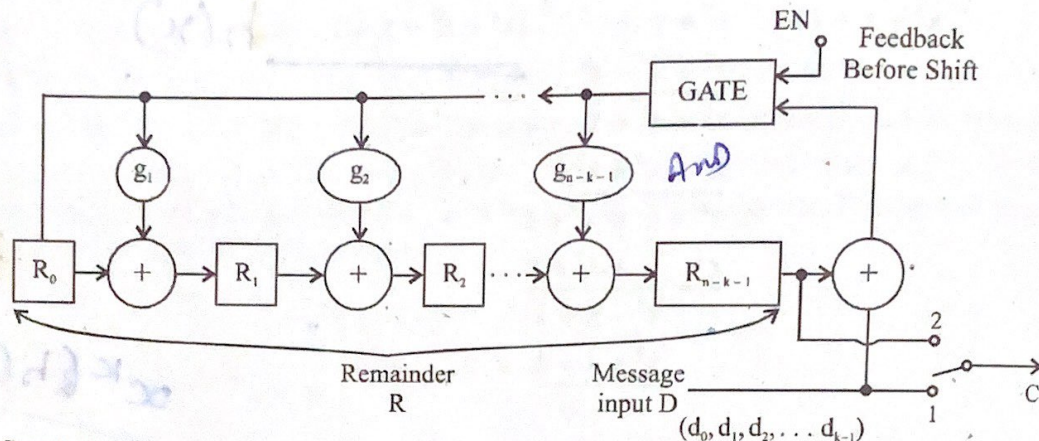 h(x)
EN
Feedback
Before Shift
GATE
AND
g₁
g₂
gₙ₋ₖ₋₁
R₀
+
R₁
+
R₂
+
Rₙ₋ₖ₋₁
+
2
Remainder
R
Message
input D
(d₀, d₁, d₂, . . . dₖ₋₁)
1
C